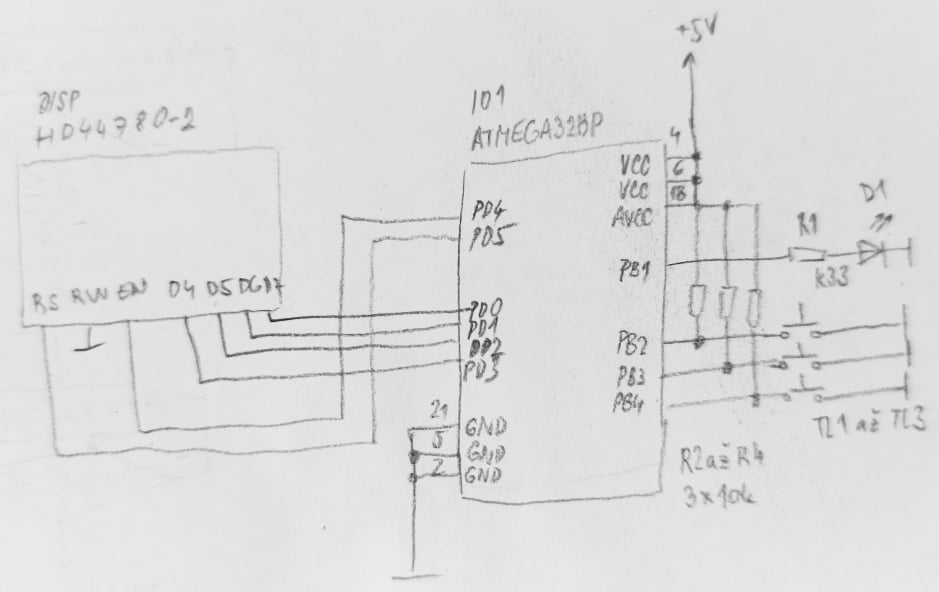 +5V
DISP
HD44780-2
IO1
ATMEGA328P
4
VCC
6
VCC
18
AVCC
D1
R1
PD4
PD5
PB1
K33
RS R/W EN D4 D5 D6 D7
PD0
PD1
PD2
PD3
PB2
PB3
PB4
21
GND
5
GND
2
GND
TL1 až TL3
R2 až R4
3x10k